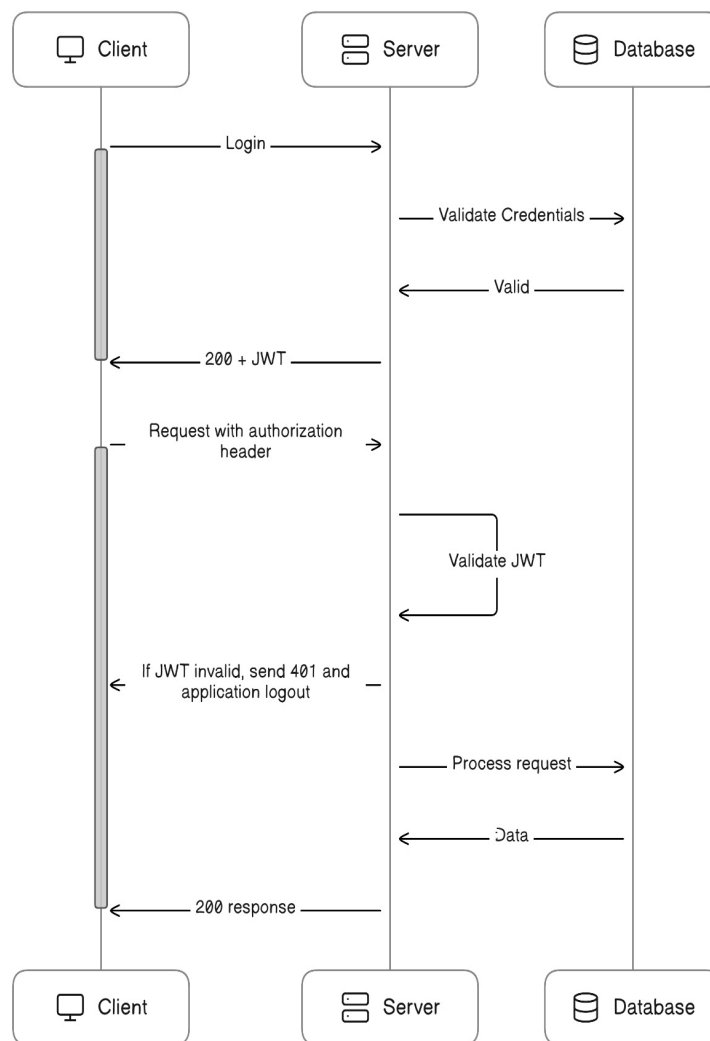 Client
Server
Database
Login
Validate Credentials
Valid
200 + JWT
Request with authorization
header
Validate JWT
If JWT invalid, send 401 and
application logout
Process request
Data
200 response
Client
Server
Database